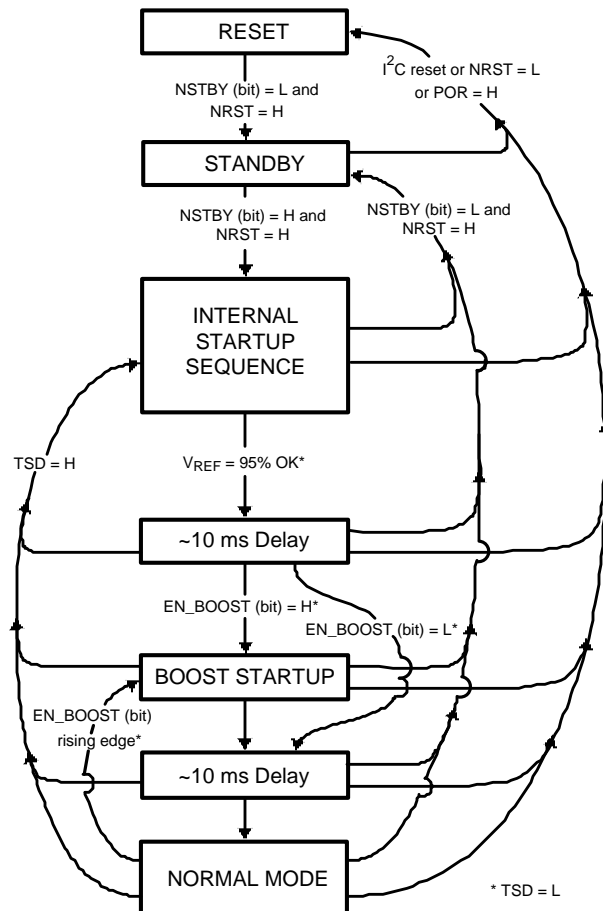 RESET
I²C reset or NRST = L
or POR = H
NSTBY (bit) = L and
NRST = H
STANDBY
NSTBY (bit) = H and
NRST = H
NSTBY (bit) = L and
NRST = H
INTERNAL
STARTUP
SEQUENCE
TSD = H
VREF = 95% OK*
~10 ms Delay
EN_BOOST (bit) = H*
EN_BOOST (bit) = L*
BOOST STARTUP
EN_BOOST (bit)
rising edge*
~10 ms Delay
NORMAL MODE
* TSD = L